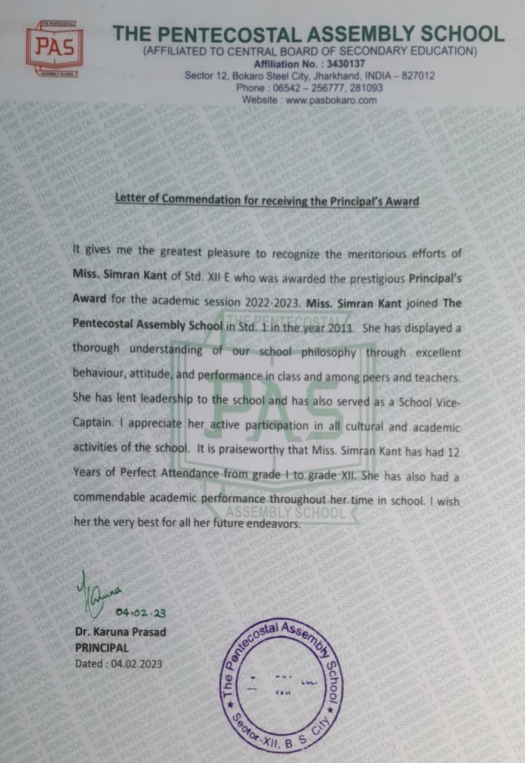 THE PENTECOSTAL
PAS
ASSEMBLY SCHOOL
THE PENTECOSTAL ASSEMBLY SCHOOL
(AFFILIATED TO CENTRAL BOARD OF SECONDARY EDUCATION)
Affiliation No. : 3430137
Sector 12, Bokaro Steel City, Jharkhand, INDIA – 827012
Phone : 06542 – 256777, 281093
Website : www.pasbokaro.com
Letter of Commendation for receiving the Principal's Award
It gives me the greatest pleasure to recognize the meritorious efforts of
Miss. Simran Kant of Std. XII E who was awarded the prestigious Principal's
Award for the academic session 2022-2023. Miss. Simran Kant joined The
Pentecostal Assembly School in Std. 1 in the year 2011. She has displayed a
thorough understanding of our school philosophy through excellent
behaviour, attitude, and performance in class and among peers and teachers.
She has lent leadership to the school and has also served as a School Vice-
Captain. I appreciate her active participation in all cultural and academic
activities of the school. It is praiseworthy that Miss. Simran Kant has had 12
Years of Perfect Attendance from grade I to grade XII. She has also had a
commendable academic performance throughout her time in school. I wish
her the very best for all her future endeavors.
THE PENTECOSTAL
PAS
ASSEMBLY SCHOOL
Karuna
04.02.23
Dr. Karuna Prasad
PRINCIPAL
Dated : 04.02.2023
★ The Pentecostal Assembly School ★
Sector-XII, B. S. City